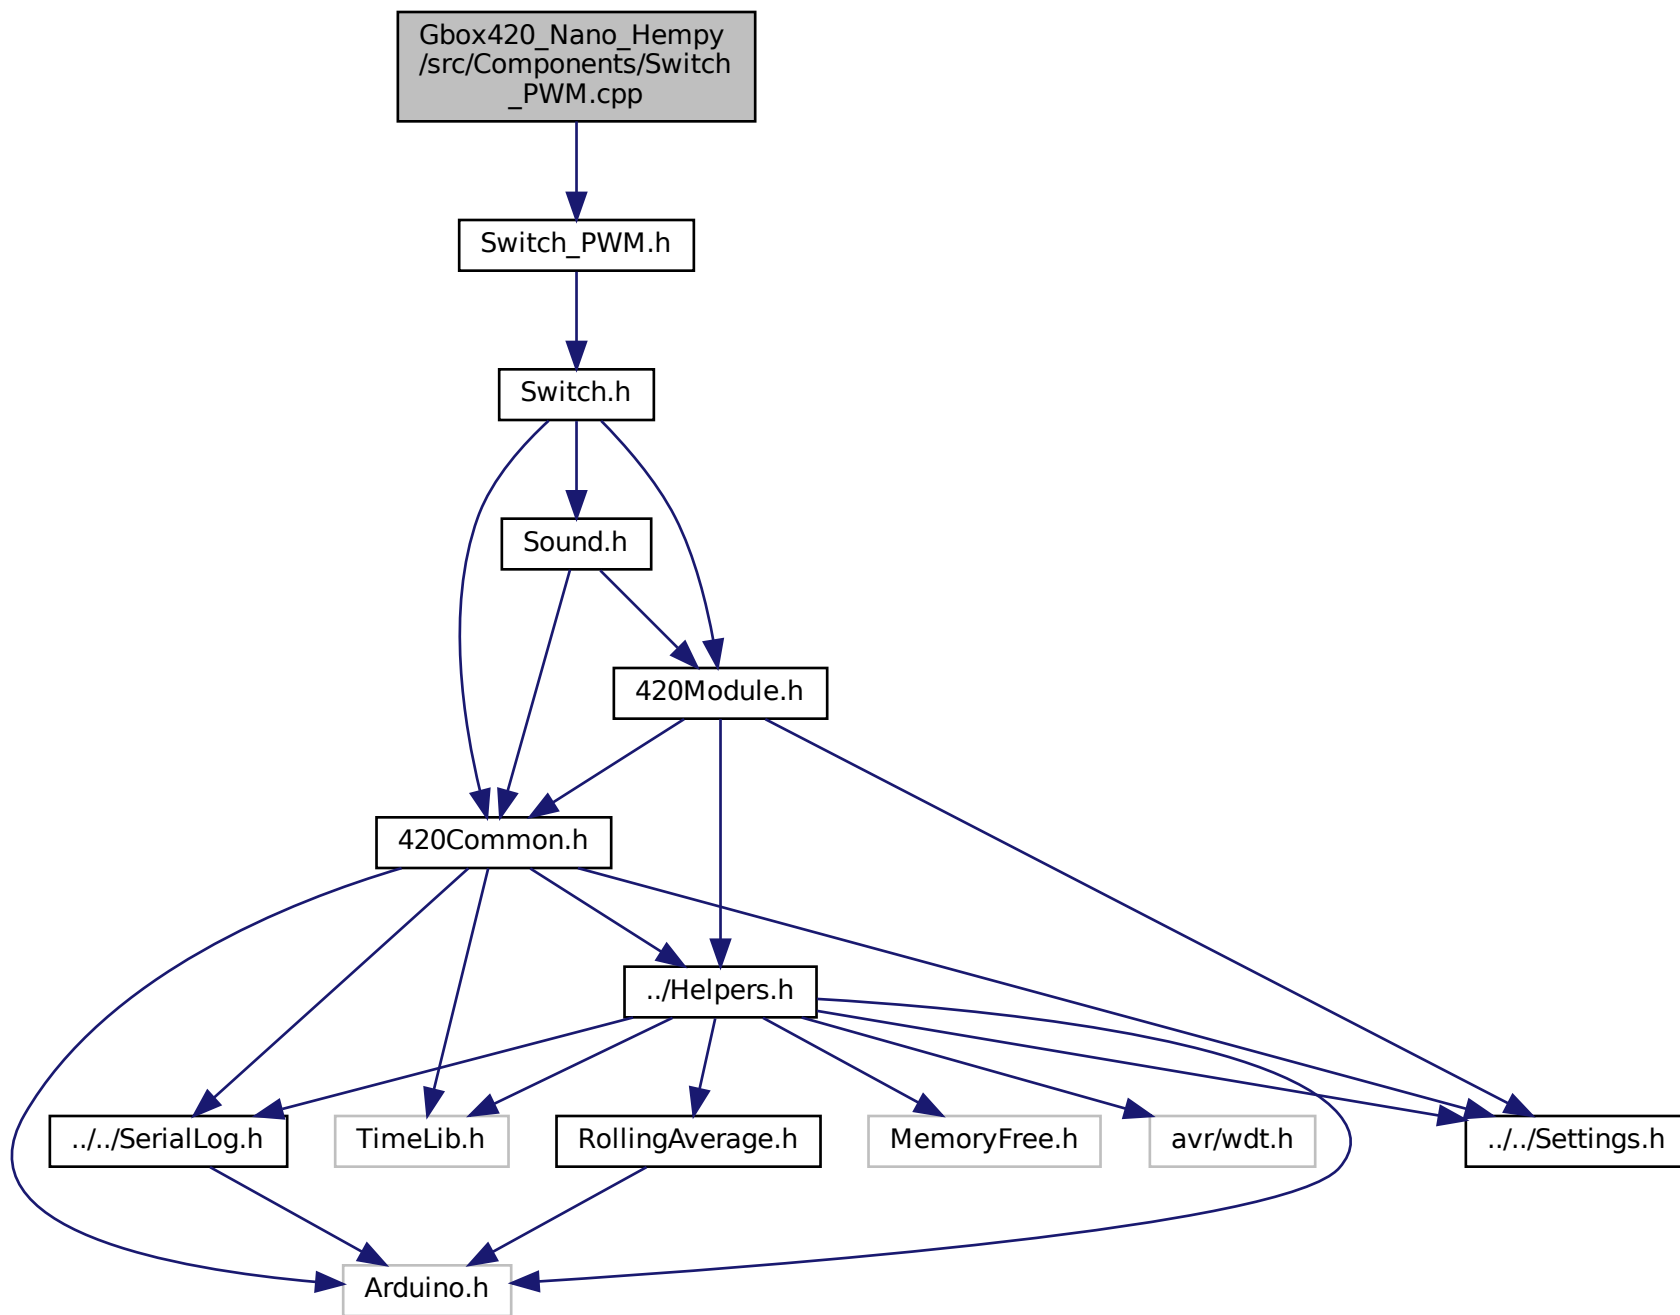 Gbox420_Nano_Hempy
/src/Components/Switch
_PWM.cpp
Switch_PWM.h
Switch.h
Sound.h
420Module.h
420Common.h
../Helpers.h
../../SerialLog.h
TimeLib.h
RollingAverage.h
MemoryFree.h
avr/wdt.h
../../Settings.h
Arduino.h